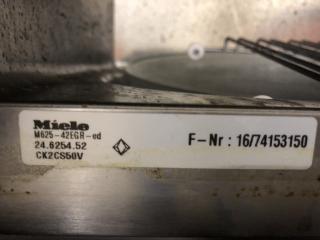 Miele
M625-42EGR-ed
24.6254.52
CK2CS50V
F-Nr : 16/74153150